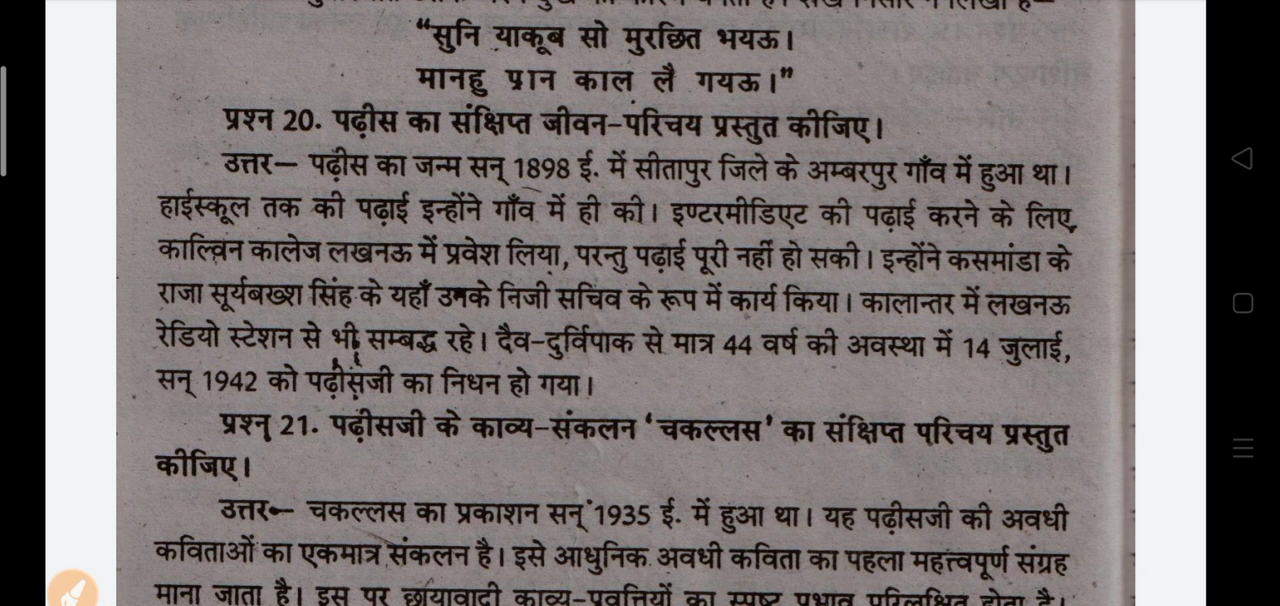 “सुनि याकूब सो मुरछित भयऊ।
मानहु प्रान काल लै गयऊ।”
प्रश्न 20. पढ़ीस का संक्षिप्त जीवन-परिचय प्रस्तुत कीजिए।
उत्तर— पढ़ीस का जन्म सन् 1898 ई. में सीतापुर जिले के अम्बरपुर गाँव में हुआ था।
हाईस्कूल तक की पढ़ाई इन्होंने गाँव में ही की। इण्टरमीडिएट की पढ़ाई करने के लिए,
काल्विन कालेज लखनऊ में प्रवेश लिया, परन्तु पढ़ाई पूरी नहीं हो सकी। इन्होंने कसमांडा के
राजा सूर्यबख्श सिंह के यहाँ उनके निजी सचिव के रूप में कार्य किया। कालान्तर में लखनऊ
रेडियो स्टेशन से भी सम्बद्ध रहे। दैव-दुर्विपाक से मात्र 44 वर्ष की अवस्था में 14 जुलाई,
सन् 1942 को पढ़ीसजी का निधन हो गया।
प्रश्न 21. पढ़ीसजी के काव्य-संकलन ‘चकल्लस’ का संक्षिप्त परिचय प्रस्तुत
कीजिए।
उत्तर— चकल्लस का प्रकाशन सन् 1935 ई. में हुआ था। यह पढ़ीसजी की अवधी
कविताओं का एकमात्र संकलन है। इसे आधुनिक अवधी कविता का पहला महत्त्वपूर्ण संग्रह
माना जाता है। इस पर छायावादी काव्य-प्रवृत्तियों का स्पष्ट प्रभाव परिलक्षित होता है।